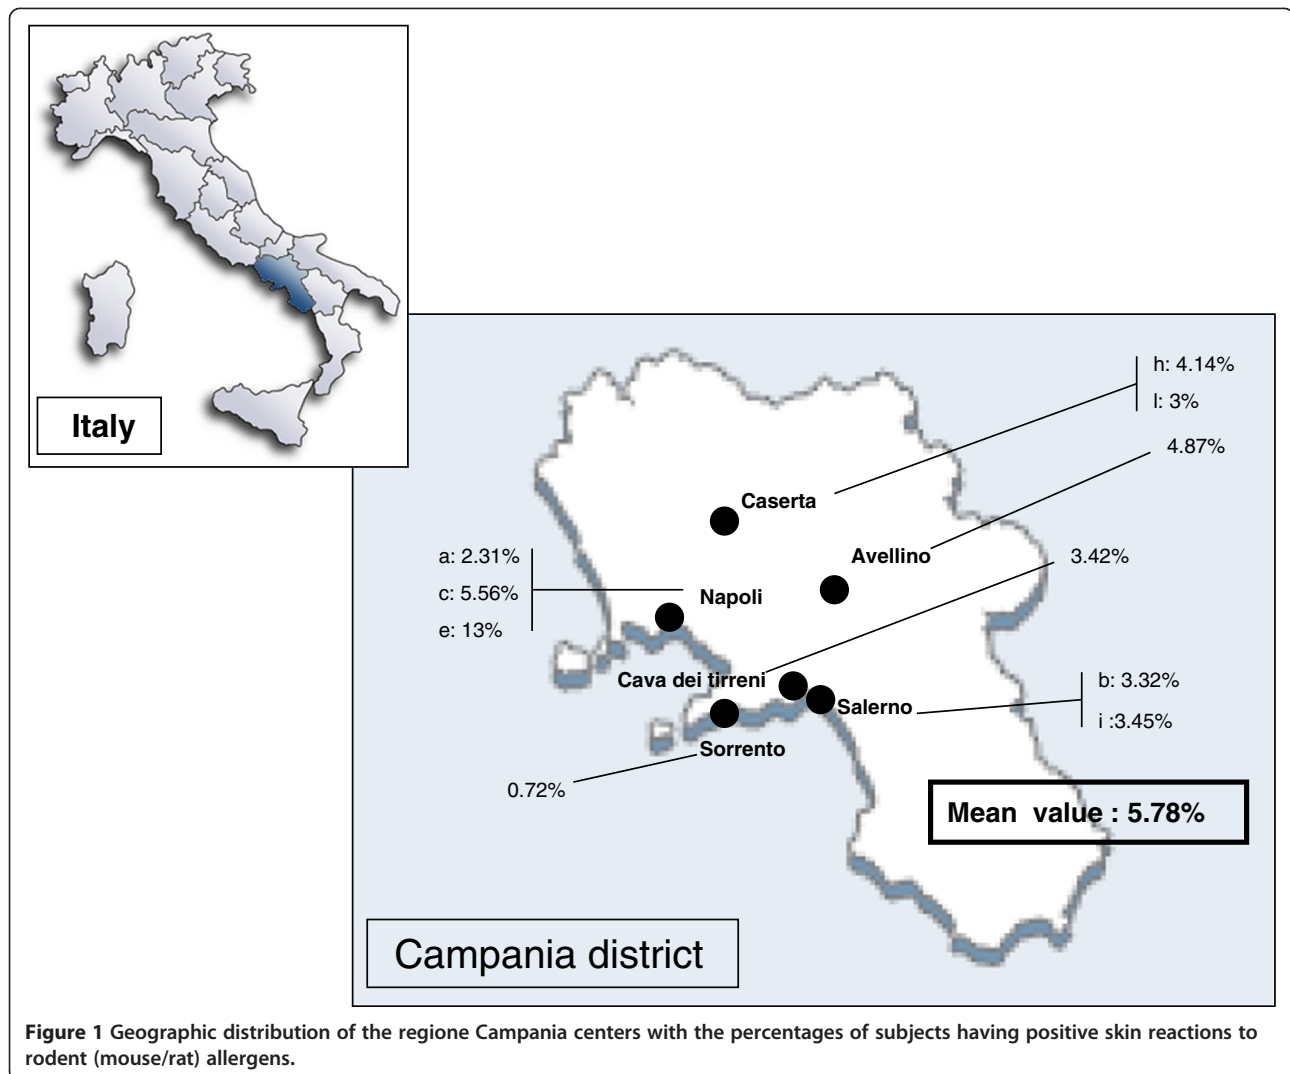 Italy
h: 4.14%
l: 3%
4.87%
Caserta
Avellino
3.42%
a: 2.31%
c: 5.56%
e: 13%
Napoli
Cava dei tirreni
Salerno
b: 3.32%
i :3.45%
Sorrento
0.72%
Mean value : 5.78%
Campania district
Figure 1 Geographic distribution of the regione Campania centers with the percentages of subjects having positive skin reactions to
rodent (mouse/rat) allergens.